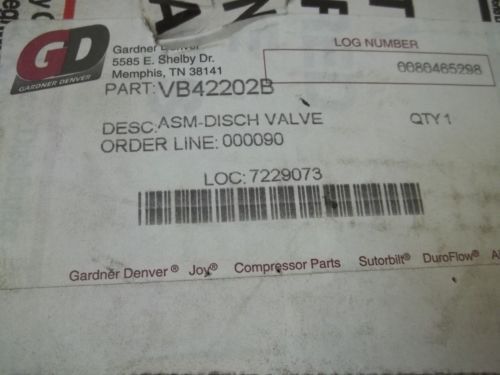 GD
GARDNER DENVER
Gardner Denver
5585 E. Shelby Dr.
Memphis, TN 38141
LOG NUMBER
0080465298
PART: VB42202B
DESC: ASM-DISCH VALVE QTY 1
ORDER LINE: 000090
LOC: 7229073
Gardner Denver® Joy® Compressor Parts Sutorbilt® DuroFlow®